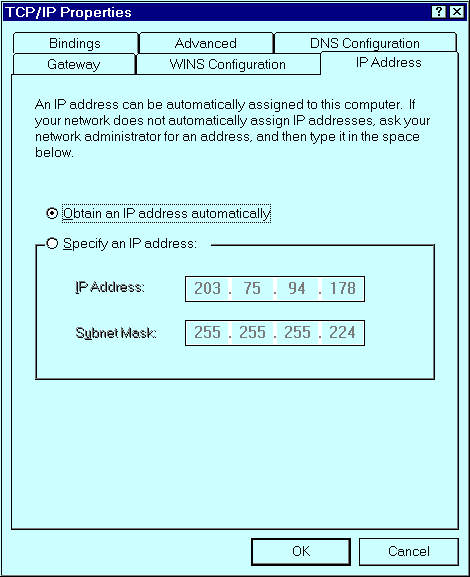 TCP/IP Properties
Bindings Advanced DNS Configuration
Gateway WINS Configuration IP Address
An IP address can be automatically assigned to this computer. If
your network does not automatically assign IP addresses, ask your
network administrator for an address, and then type it in the space
below.
Obtain an IP address automatically
Specify an IP address:
IP Address: 203 . 75 . 94 . 178
Subnet Mask: 255 . 255 . 255 . 224
OK Cancel